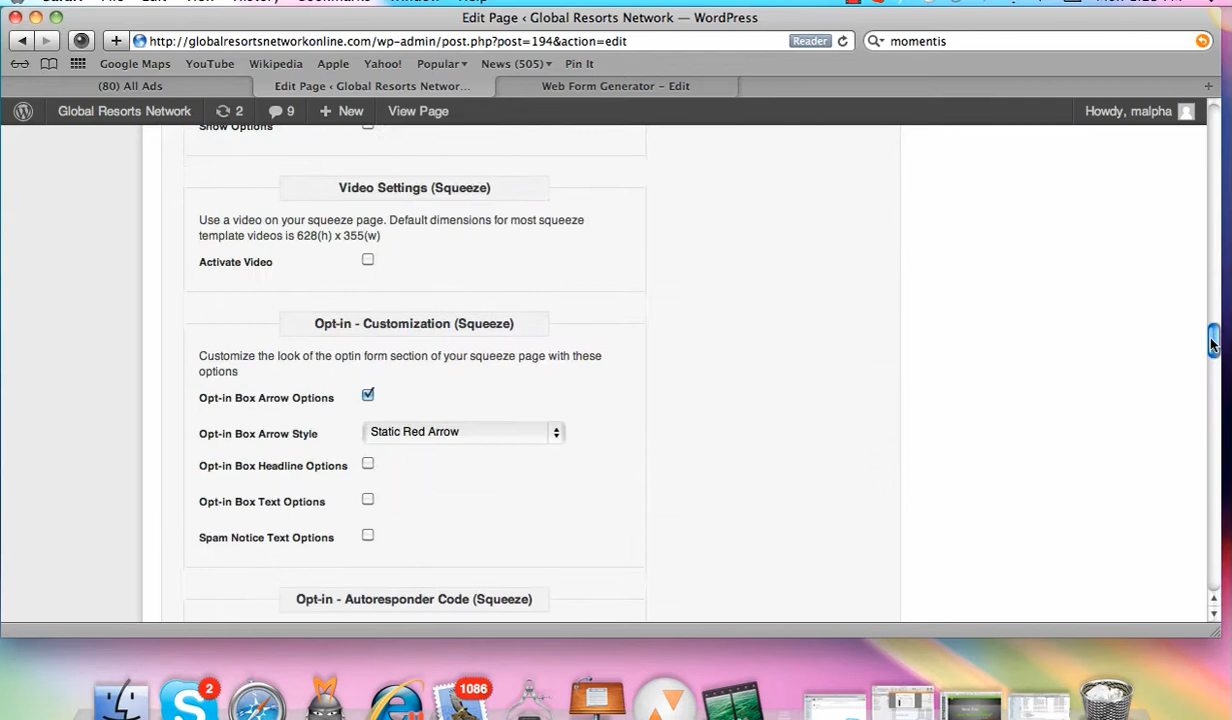 Edit Page ‹ Global Resorts Network — WordPress
http://globalresortsnetworkonline.com/wp-admin/post.php?post=194&action=edit
Reader
momentis
Google Maps YouTube Wikipedia Apple Yahoo! Popular News (505) Pin It
(80) All Ads
Edit Page ‹ Global Resorts Networ...
Web Form Generator – Edit
Global Resorts Network 2 9 New View Page
Howdy, malpha
Show Options
Video Settings (Squeeze)
Use a video on your squeeze page. Default dimensions for most squeeze
template videos is 628(h) x 355(w)
Activate Video
Opt-in - Customization (Squeeze)
Customize the look of the optin form section of your squeeze page with these
options
Opt-in Box Arrow Options
Opt-in Box Arrow Style
Static Red Arrow
Opt-in Box Headline Options
Opt-in Box Text Options
Spam Notice Text Options
Opt-in - Autoresponder Code (Squeeze)
2
1086